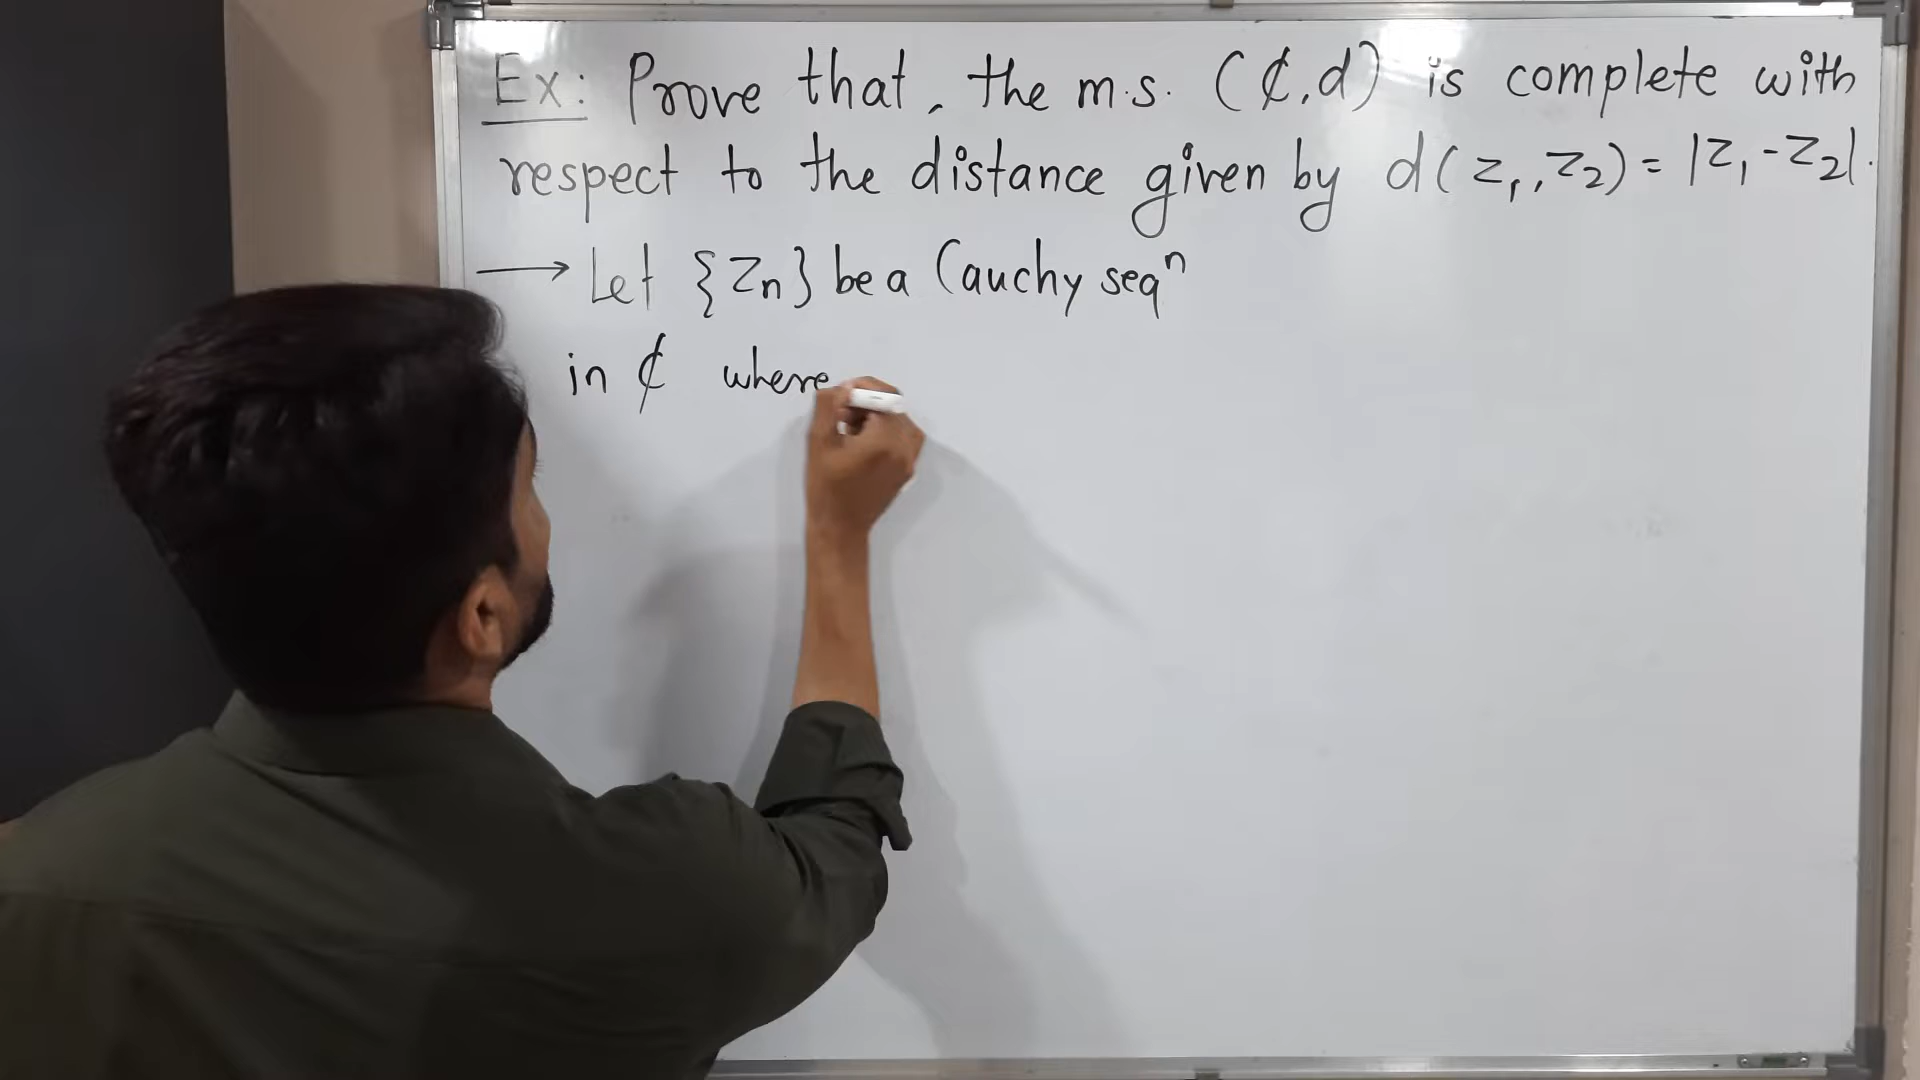 Ex: Prove that, the m.s. (₵,d) is complete with
respect to the distance given by d(z₁,z₂) = |z₁-z₂|.
→ Let {zₙ} be a Cauchy seqⁿ
in ₵ where